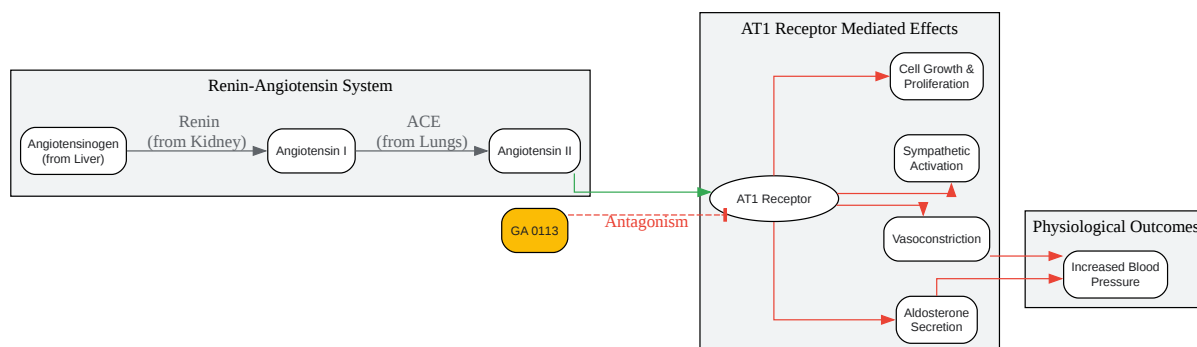 AT1 Receptor Mediated Effects
Renin-Angiotensin System
Angiotensinogen
(from Liver)
Renin
(from Kidney)
Angiotensin I
ACE
(from Lungs)
Angiotensin II
GA 0113
Antagonism
AT1 Receptor
Cell Growth &
Proliferation
Sympathetic
Activation
Vasoconstriction
Aldosterone
Secretion
Physiological Outcomes
Increased Blood
Pressure